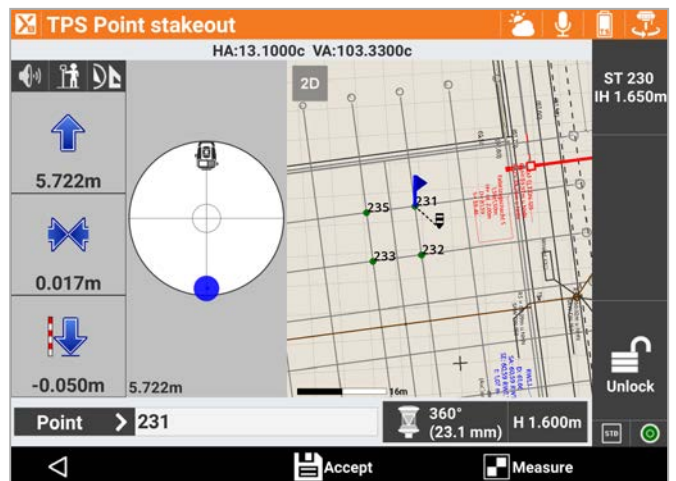 TPS Point stakeout
HA:13.1000c VA:103.3300c
2D
ST 230
IH 1.650m
5.722m
0.017m
-0.050m
5.722m
235
231
233
232
16m
Unlock
Point
231
360°
(23.1 mm)
H 1.600m
STD
Accept
Measure